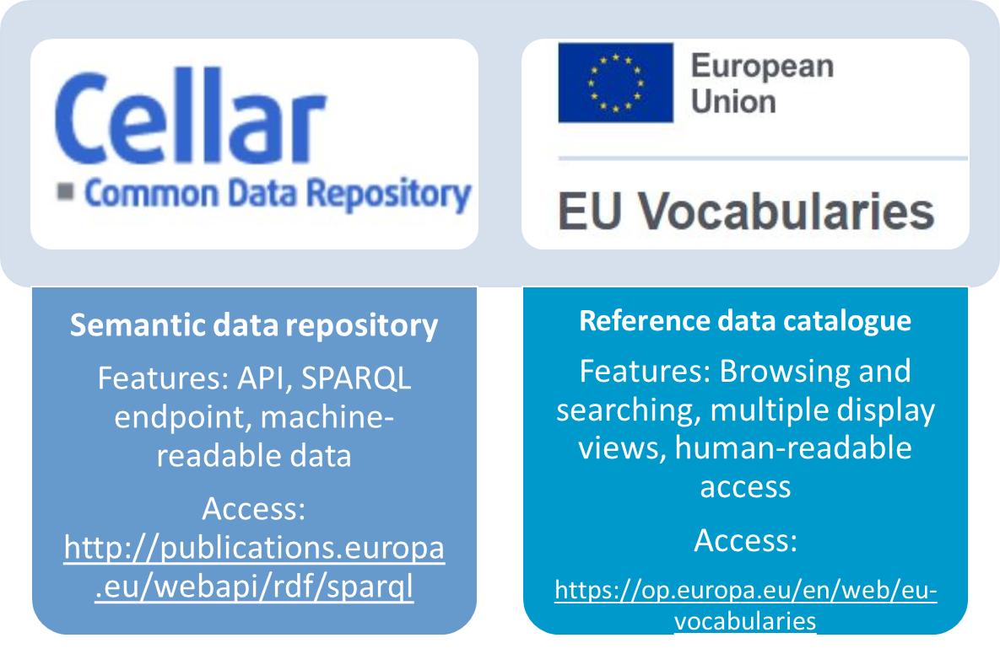 Cellar
Common Data Repository
European
Union
EU Vocabularies
Semantic data repository
Features: API, SPARQL
endpoint, machine-
readable data
Access:
http://publications.europa
.eu/webapi/rdf/sparql
Reference data catalogue
Features: Browsing and
searching, multiple display
views, human-readable
access
Access:
https://op.europa.eu/en/web/eu-
vocabularies